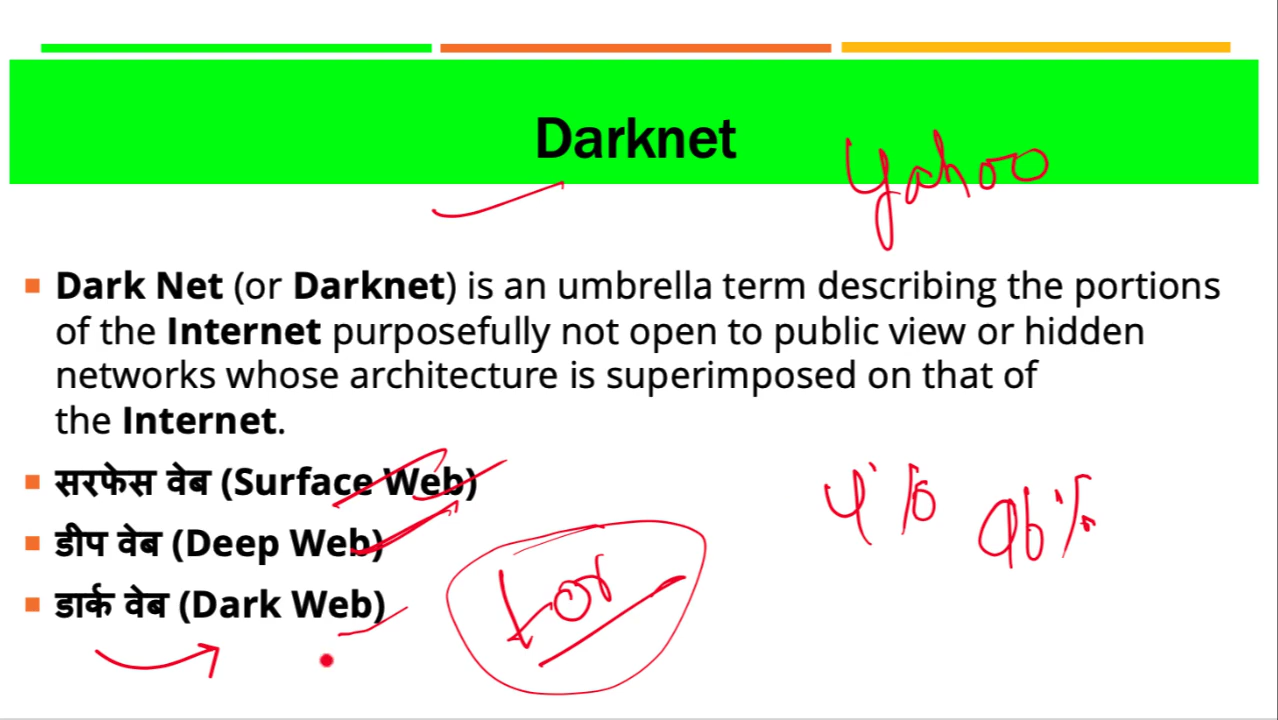 Darknet
yahoo
Dark Net (or Darknet) is an umbrella term describing the portions
of the Internet purposefully not open to public view or hidden
networks whose architecture is superimposed on that of
the Internet.
सरफेस वेब (Surface Web)
4% 96%
डीप वेब (Deep Web)
डार्क वेब (Dark Web)
Tor